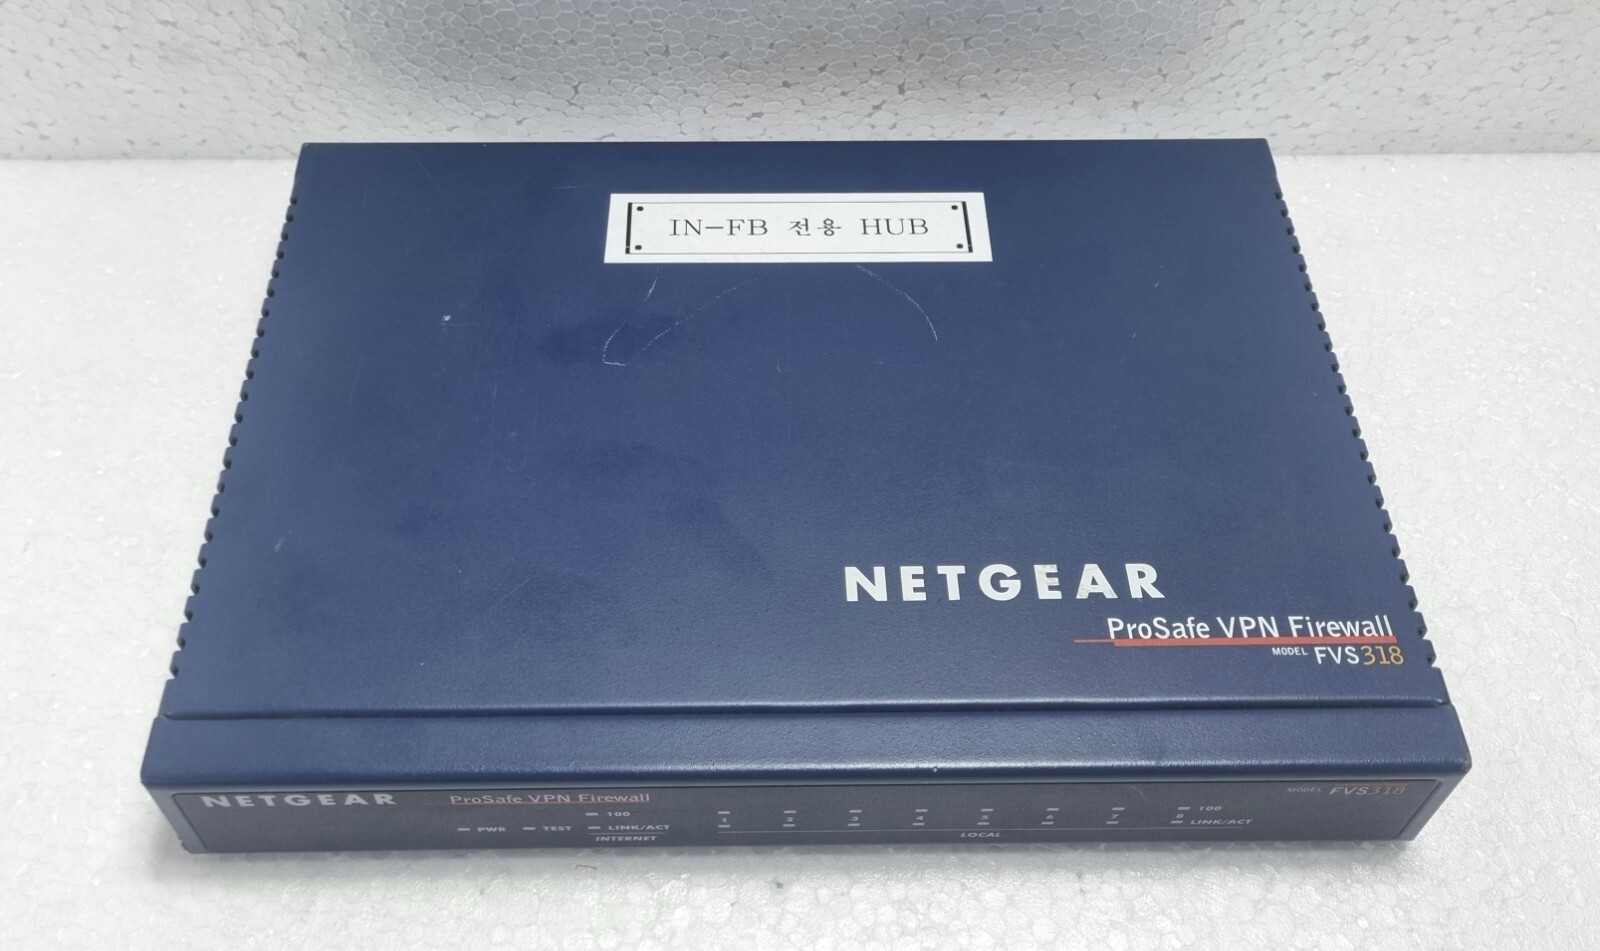 IN-FB 전용 HUB
NETGEAR
ProSafe VPN Firewall
MODEL FVS318
NETGEAR ProSafe VPN Firewall MODEL FVS318
100 100
PWR TEST LINK/ACT 1 2 3 4 5 6 7 8 LINK/ACT
INTERNET LOCAL